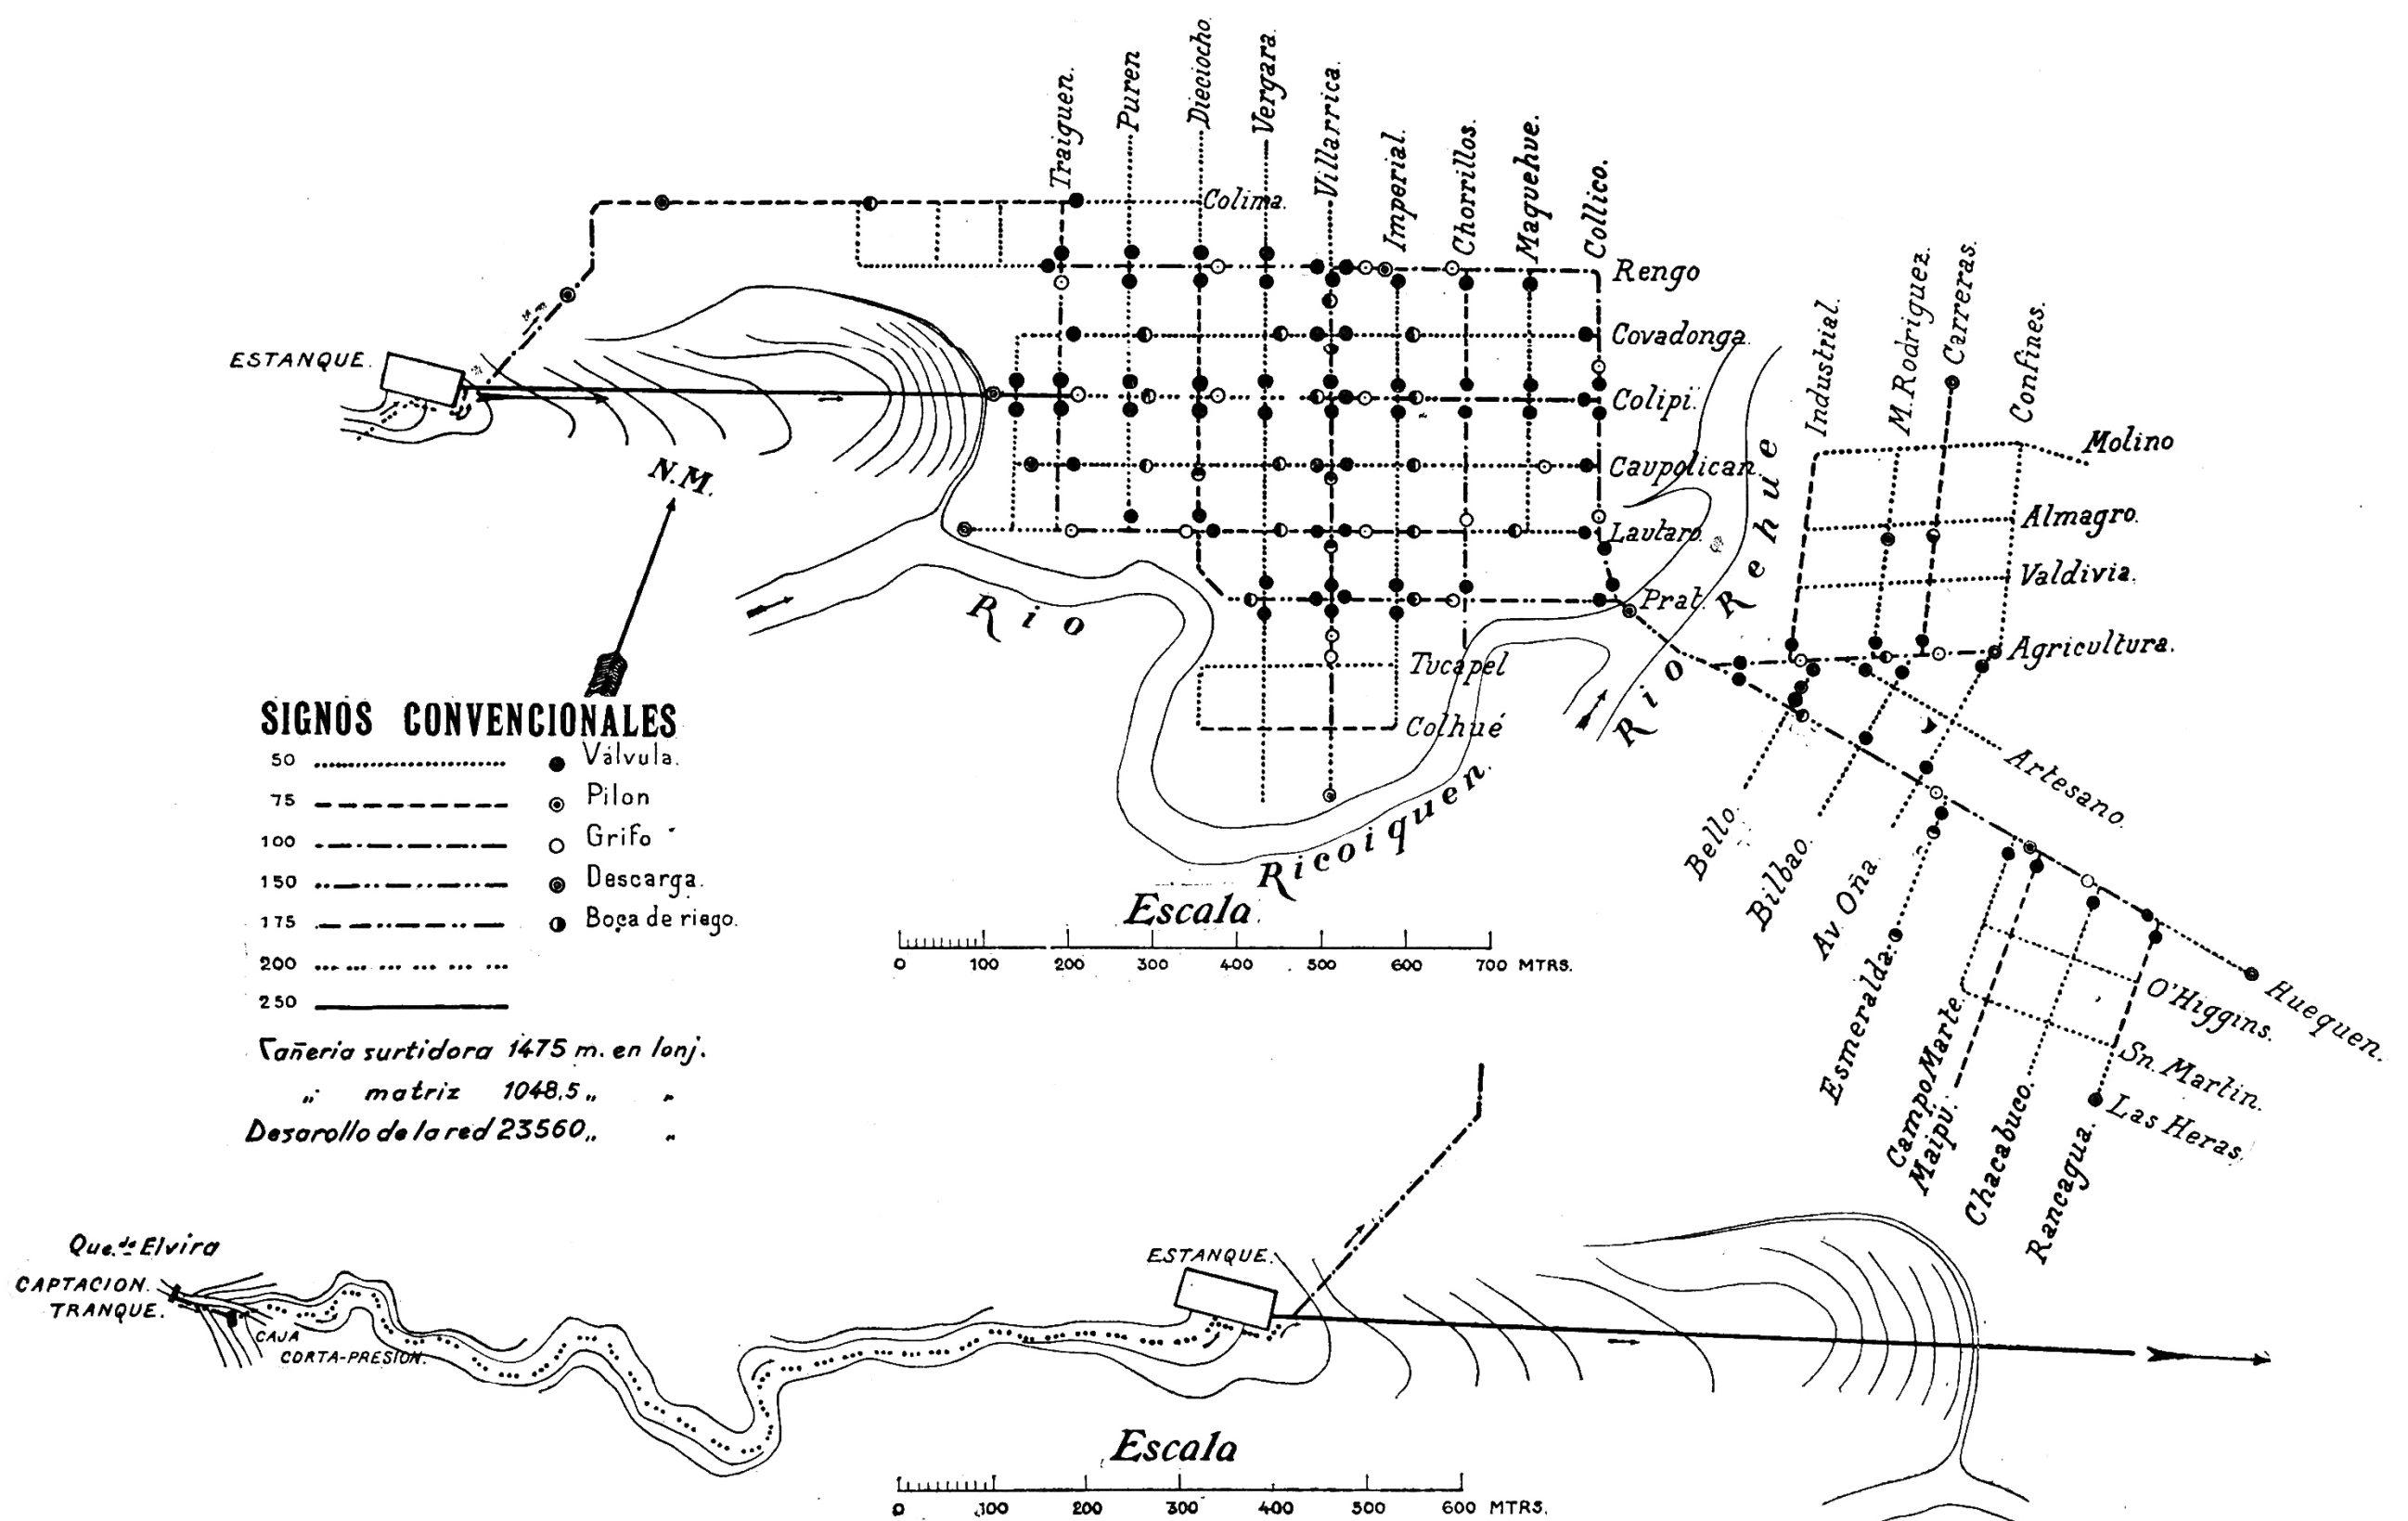 Traiguen.
Puren
Dieciocho.
Vergara.
Villarrica.
Imperial.
Chorrillos.
Maquehue.
Collico.
Colima.
Rengo
Covadonga.
Colipi.
Caupolican.
Lautaro.
Prat.
Tucapel
Colhué
ESTANQUE.
N.M.
Rio
Ricoiquen.
Rio Rehue
Industrial.
M. Rodriguez.
Carreras.
Confines.
Molino
Almagro.
Valdivia.
Agricultura.
Artesano.
Bello.
Bilbao.
Av. Oña
Esmeralda.
Campo Marte.
Maipú.
Chacabuco.
Rancagua.
Huequen.
O'Higgins.
Sn. Martin.
Las Heras.
SIGNOS CONVENCIONALES
50 Válvula.
75 Pilon
100 Grifo
150 Descarga.
175 Boca de riego.
200
250
Cañeria surtidora 1475 m. en lonj.
„ matriz 1048,5 „ „
Desarollo de la red 23560 „ „
Escala.
0 100 200 300 400 500 600 700 MTRS.
Que.da Elvira
CAPTACION.
TRANQUE.
CAJA
CORTA-PRESION.
ESTANQUE.
Escala
0 100 200 300 400 500 600 MTRS.